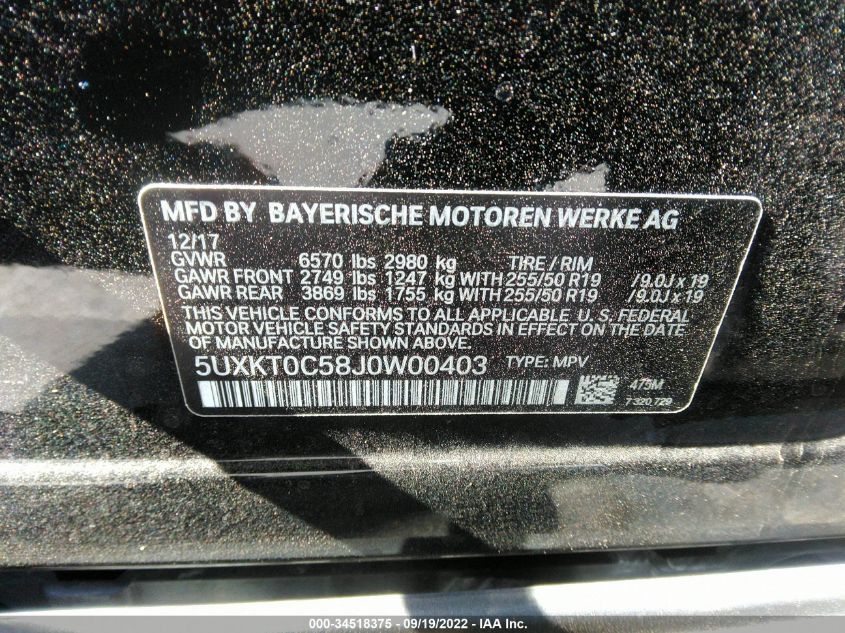 MFD BY BAYERISCHE MOTOREN WERKE AG
12/17
GVWR 6570 lbs 2980 kg TIRE / RIM
GAWR FRONT 2749 lbs 1247 kg WITH 255/50 R19 /9.0J x 19
GAWR REAR 3869 lbs 1755 kg WITH 255/50 R19 /9.0J x 19
THIS VEHICLE CONFORMS TO ALL APPLICABLE U. S. FEDERAL
MOTOR VEHICLE SAFETY STANDARDS IN EFFECT ON THE DATE
OF MANUFACTURE SHOWN ABOVE.
5UXKT0C58J0W00403 TYPE: MPV
475M
7 320 729
000-34518375 - 09/19/2022 - IAA Inc.